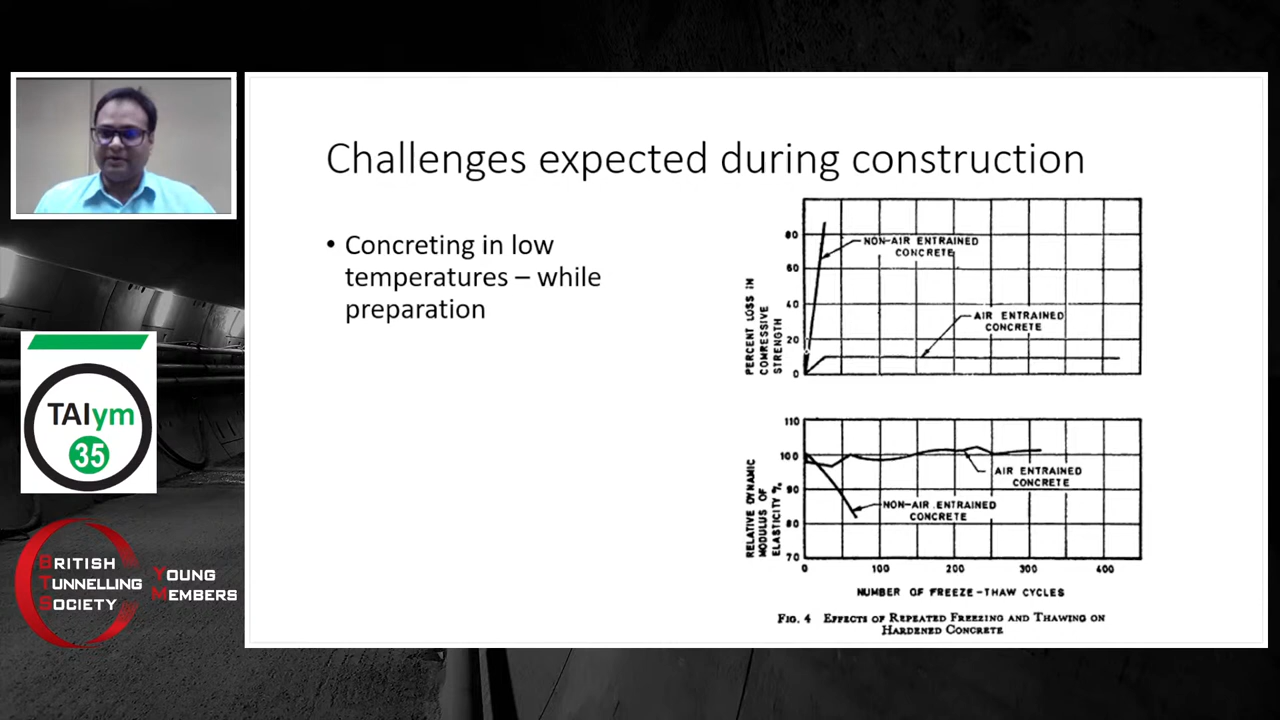 Challenges expected during construction
• Concreting in low
temperatures – while
preparation
PERCENT LOSS IN
COMRESSIVE
STRENGTH
80
60
40
20
0
NON-AIR ENTRAINED
CONCRETE
AIR ENTRAINED
CONCRETE
RELATIVE DYNAMIC
MODULUS OF
ELASTICITY %
110
100
90
80
70
AIR ENTRAINED
CONCRETE
NON-AIR ENTRAINED
CONCRETE
0 100 200 300 400
NUMBER OF FREEZE-THAW CYCLES
FIG. 4 EFFECTS OF REPEATED FREEZING AND THAWING ON
HARDENED CONCRETE
TAIym
35
BRITISH
TUNNELLING
SOCIETY
YOUNG
MEMBERS